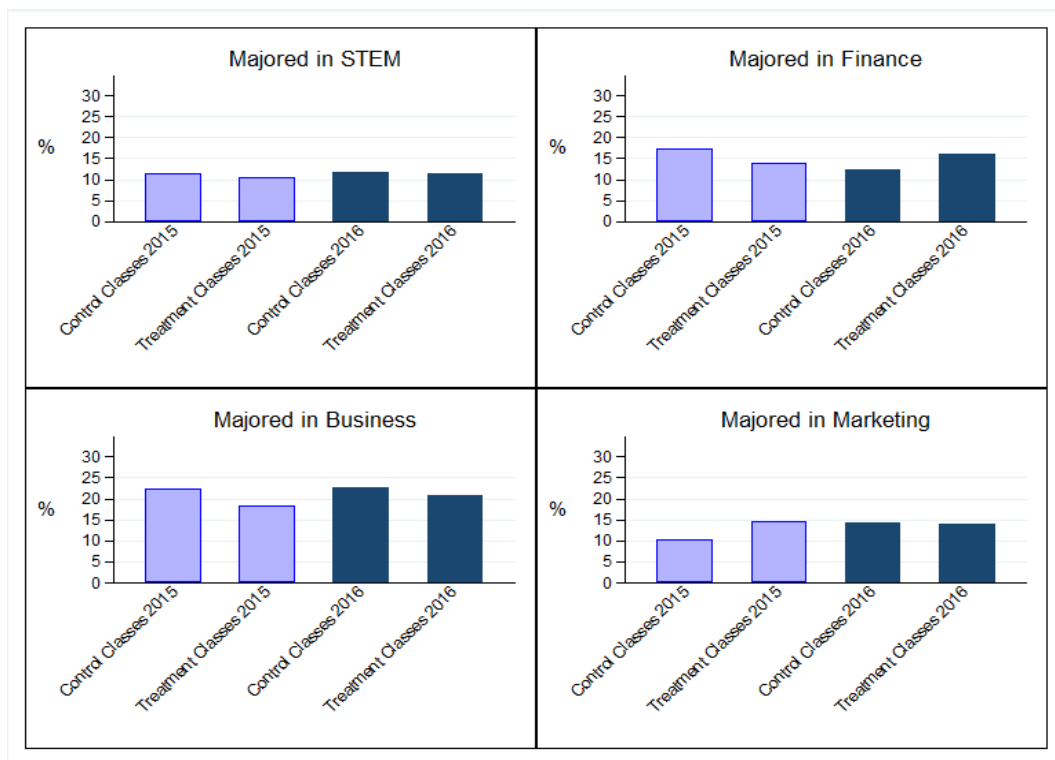 Majored in STEM
30
25
20
15
10
5
0
%
Control Classes 2015
Treatment Classes 2015
Control Classes 2016
Treatment Classes 2016
Majored in Finance
30
25
20
15
10
5
0
%
Control Classes 2015
Treatment Classes 2015
Control Classes 2016
Treatment Classes 2016
Majored in Business
30
25
20
15
10
5
0
%
Control Classes 2015
Treatment Classes 2015
Control Classes 2016
Treatment Classes 2016
Majored in Marketing
30
25
20
15
10
5
0
%
Control Classes 2015
Treatment Classes 2015
Control Classes 2016
Treatment Classes 2016